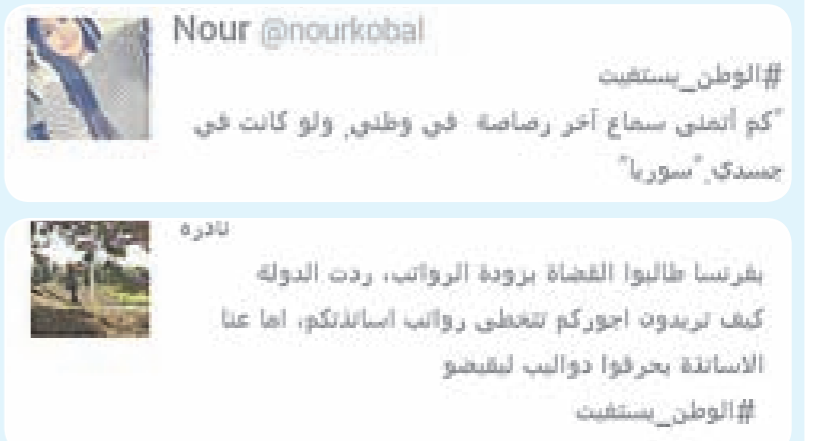 Nour @nourkobal
#الوطن_يستفيت
"كم أتمنى سماع آخر رصاصة في وطني, ولو كانت في
جسدي."سوريا"
نادرة
بفرنسا طالبوا القضاة بزودة الرواتب، ردت الدولة
كيف تريدون اجوركم تتخطى رواتب اساتذتكم، اما عنا
الاساتذة بحرقوا دواليب ليقبضو
#الوطن_يستفيت